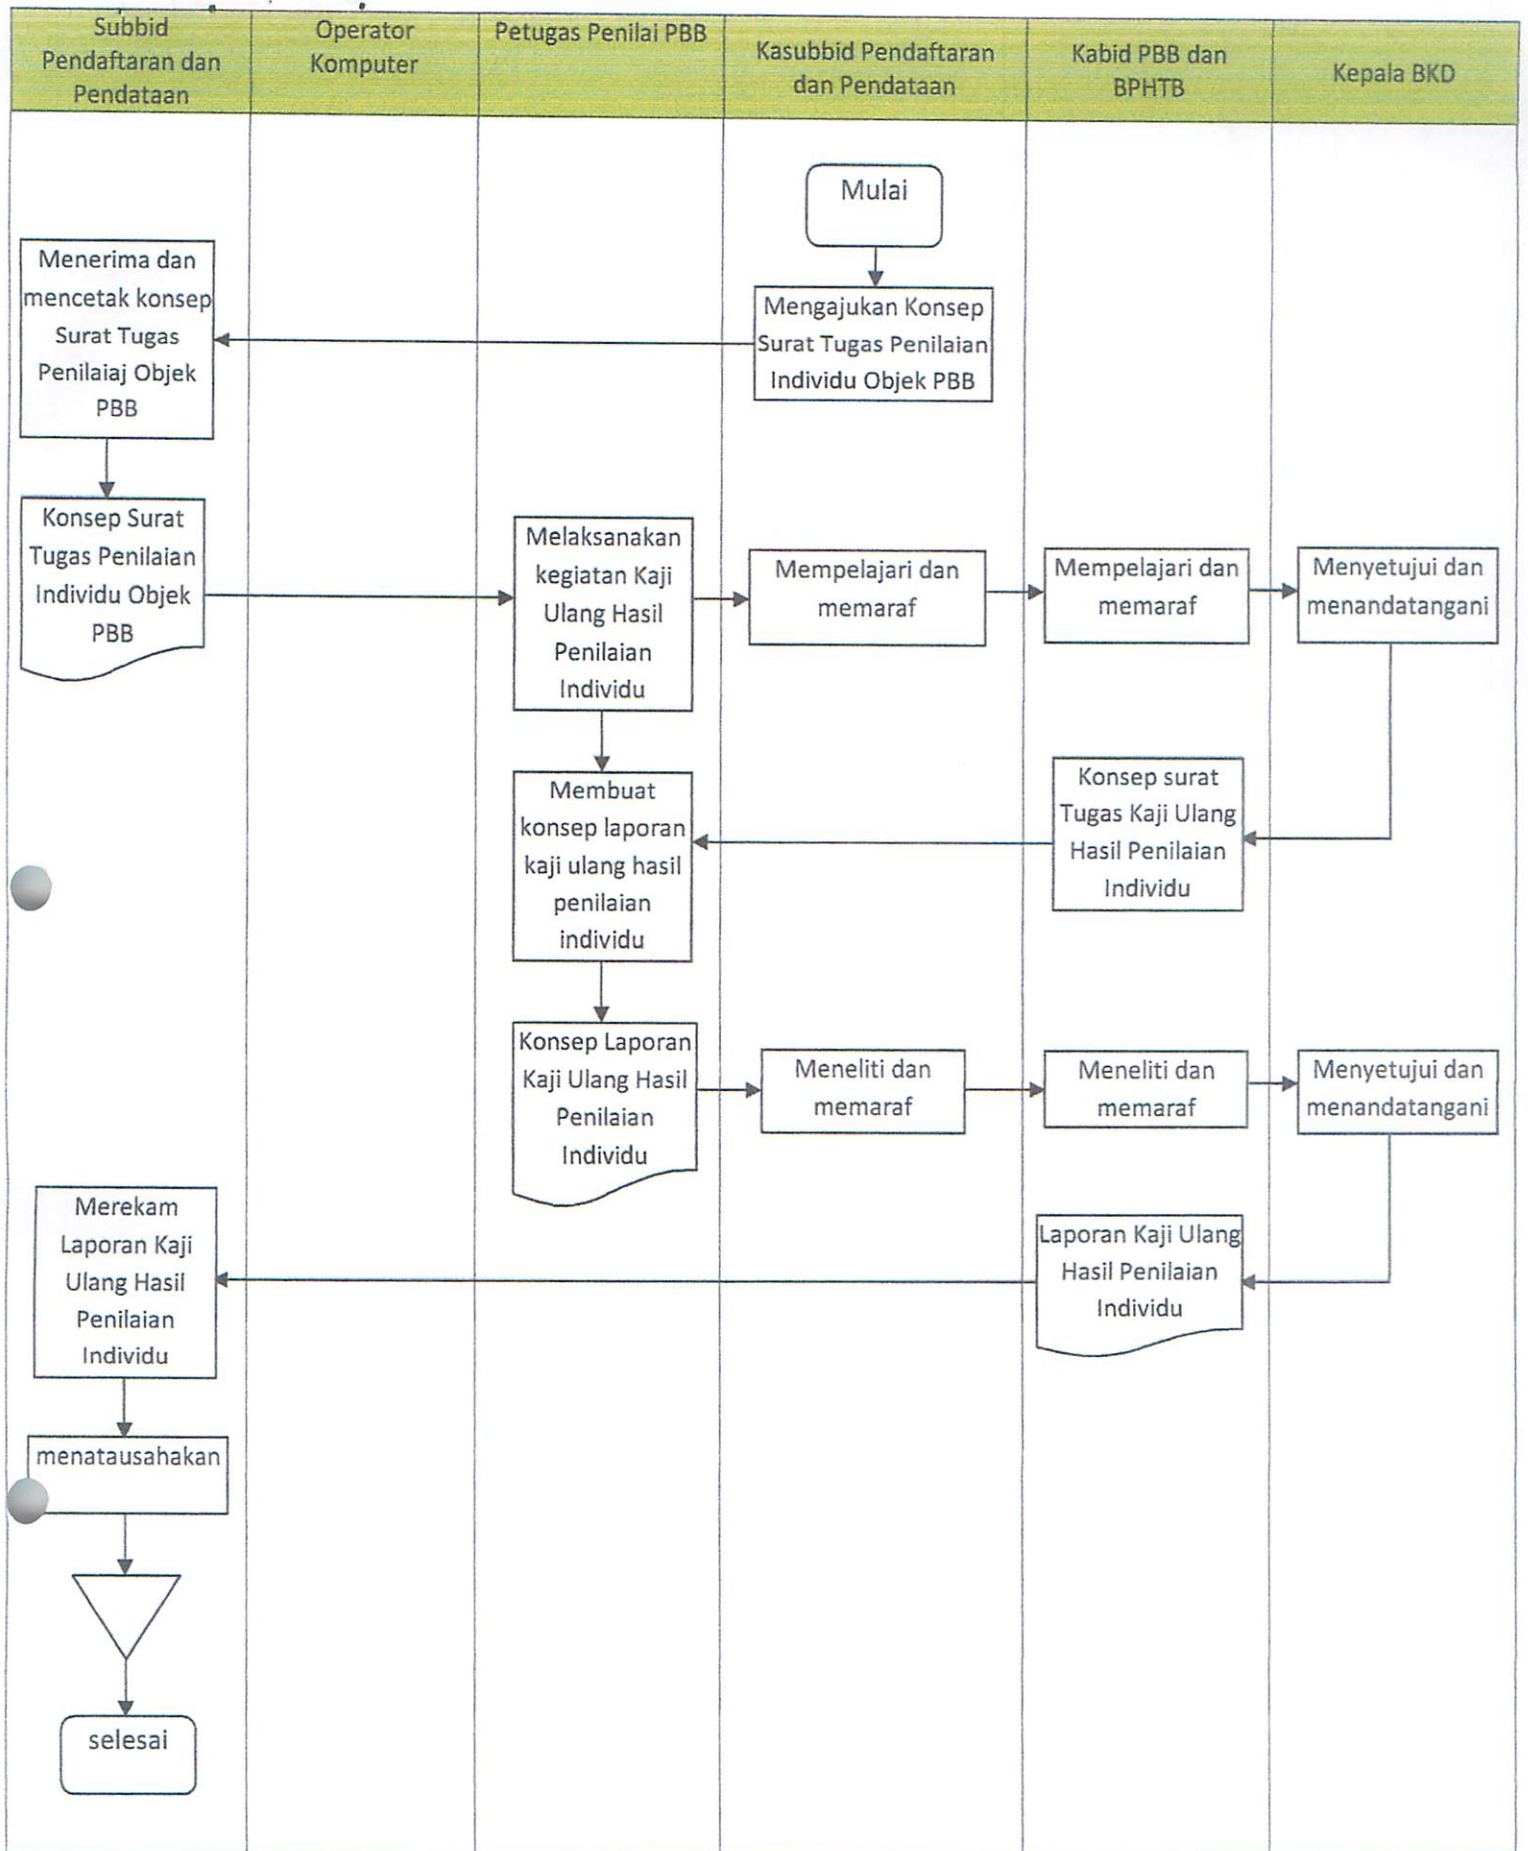 Subbid
Pendaftaran dan
Pendataan
Operator
Komputer
Petugas Penilai PBB
Kasubbid Pendaftaran
dan Pendataan
Kabid PBB dan
BPHTB
Kepala BKD
Mulai
Mengajukan Konsep
Surat Tugas Penilaian
Individu Objek PBB
Menerima dan
mencetak konsep
Surat Tugas
Penilaiaj Objek
PBB
Konsep Surat
Tugas Penilaian
Individu Objek
PBB
Melaksanakan
kegiatan Kaji
Ulang Hasil
Penilaian
Individu
Mempelajari dan
memaraf
Mempelajari dan
memaraf
Menyetujui dan
menandatangani
Konsep surat
Tugas Kaji Ulang
Hasil Penilaian
Individu
Membuat
konsep laporan
kaji ulang hasil
penilaian
individu
Konsep Laporan
Kaji Ulang Hasil
Penilaian
Individu
Meneliti dan
memaraf
Meneliti dan
memaraf
Menyetujui dan
menandatangani
Laporan Kaji Ulang
Hasil Penilaian
Individu
Merekam
Laporan Kaji
Ulang Hasil
Penilaian
Individu
menatausahakan
selesai